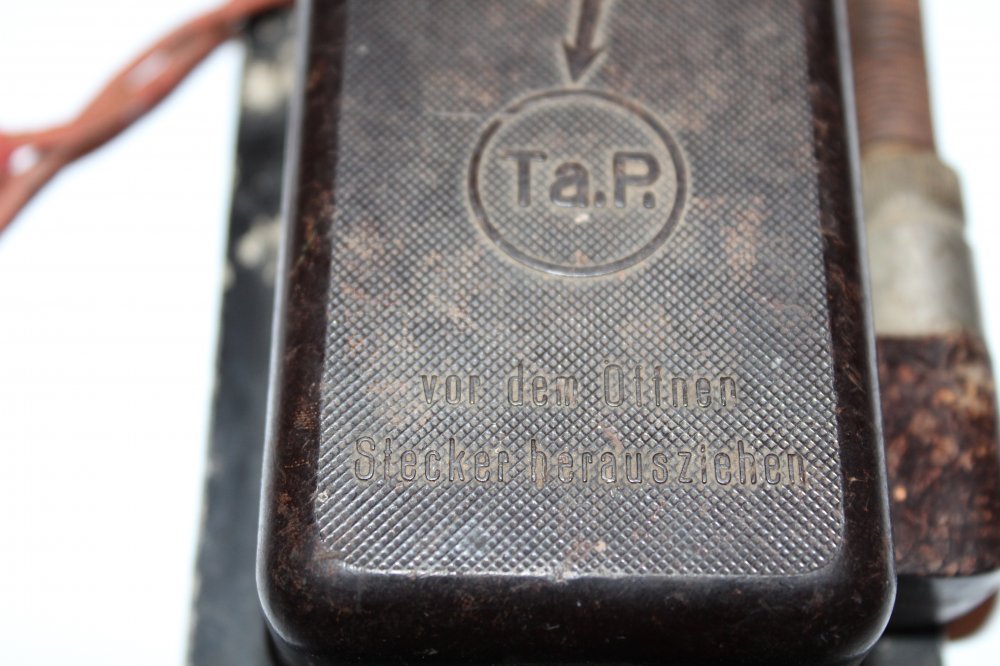 Ta.P.
vor dem Öffnen
Stecker herausziehen